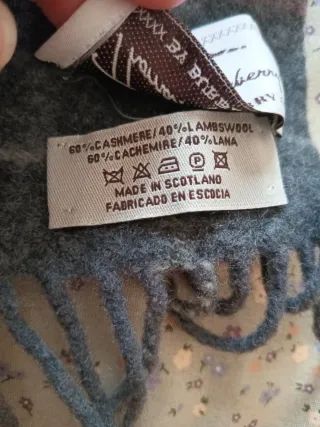 60%CASHMERE/40%LAMBSWOOL
60%CACHEMIRE/40%LANA
P
MADE IN SCOTLAND
FABRICADO EN ESCOCIA